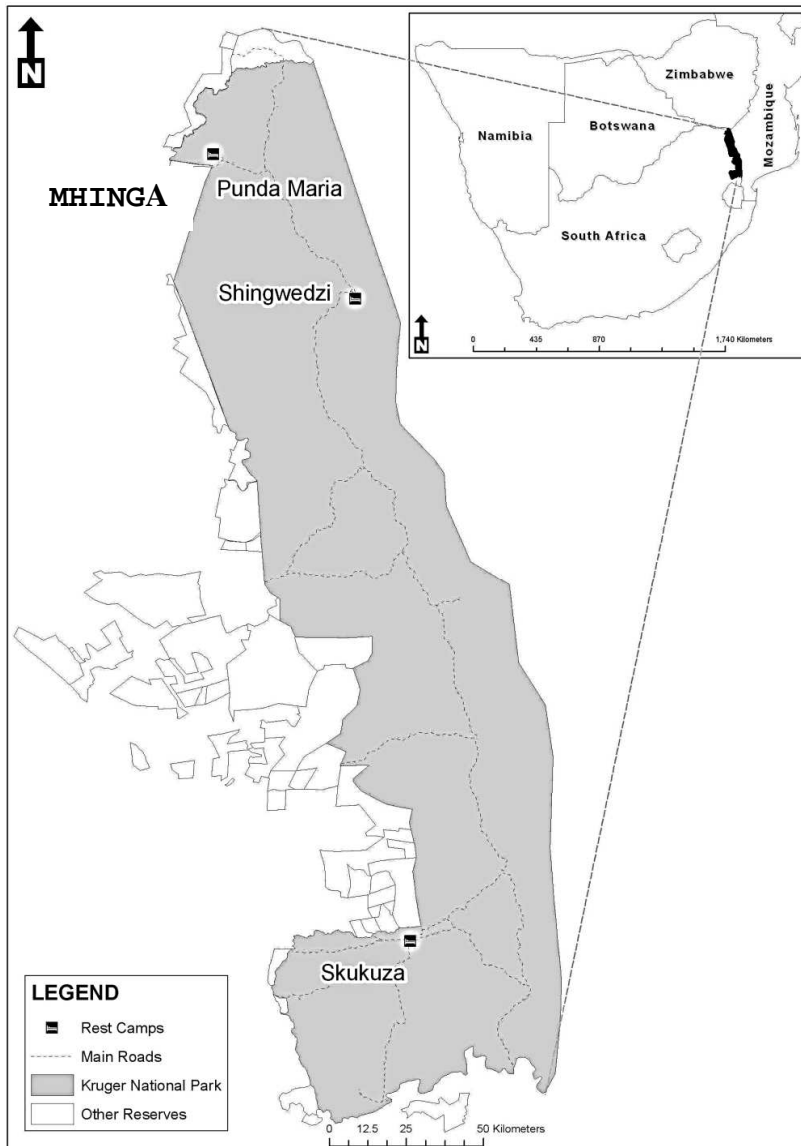 N
Zimbabwe
Mozambique
Namibia
Botswana
South Africa
N
0 435 870 1,740 Kilometers
MHINGA
Punda Maria
Shingwedzi
Skukuza
LEGEND
Rest Camps
Main Roads
Kruger National Park
Other Reserves
0 12.5 25 50 Kilometers